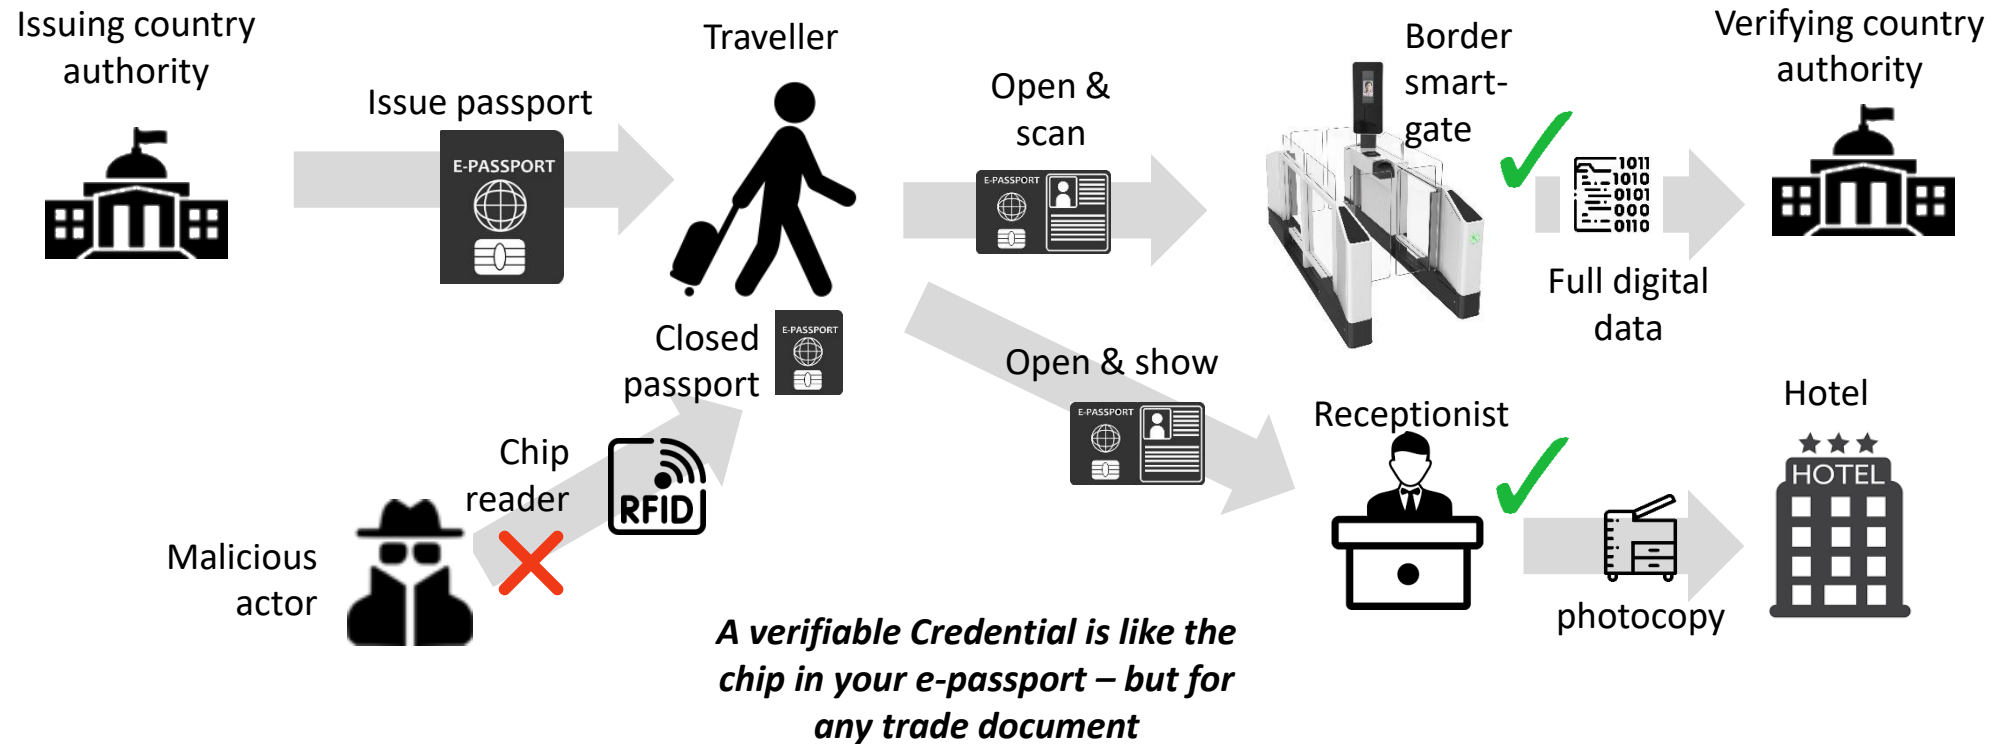 Issuing country
authority
Issue passport
E-PASSPORT
Traveller
Open &
scan
E-PASSPORT
Border
smart-
gate
1011
1010
0101
000
0110
Full digital
data
Verifying country
authority
Closed
passport
E-PASSPORT
Open & show
E-PASSPORT
Receptionist
Hotel
HOTEL
Chip
reader
RFID
Malicious
actor
photocopy
A verifiable Credential is like the
chip in your e-passport – but for
any trade document